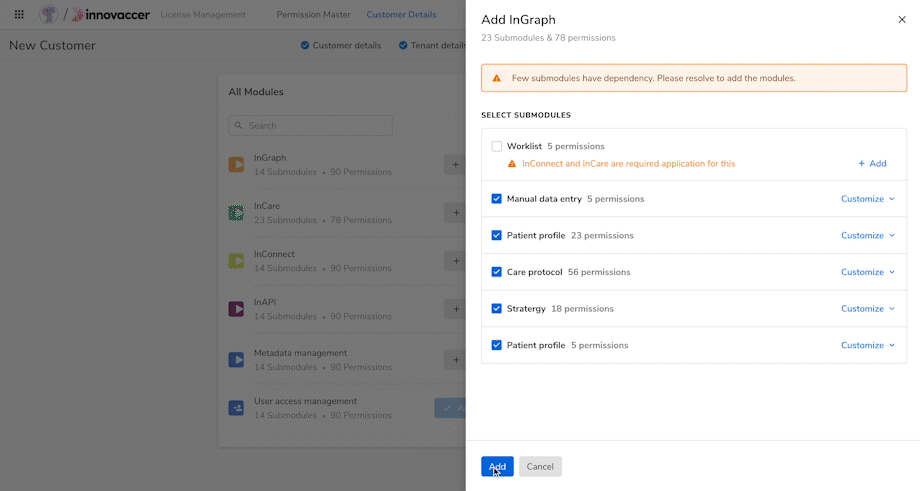 innovaccer License Management Permission Master Customer Details
New Customer Customer details Tenant details
All Modules
Search
InGraph
14 Submodules • 90 Permissions
InCare
23 Submodules • 78 Permissions
InConnect
14 Submodules • 90 Permissions
InAPI
14 Submodules • 90 Permissions
Metadata management
14 Submodules • 90 Permissions
User access management
14 Submodules • 90 Permissions
Add InGraph
23 Submodules & 78 permissions
Few submodules have dependency. Please resolve to add the modules.
SELECT SUBMODULES
Worklist 5 permissions
InConnect and InCare are required application for this + Add
Manual data entry 5 permissions Customize
Patient profile 23 permissions Customize
Care protocol 56 permissions Customize
Stratergy 18 permissions Customize
Patient profile 5 permissions Customize
Add Cancel